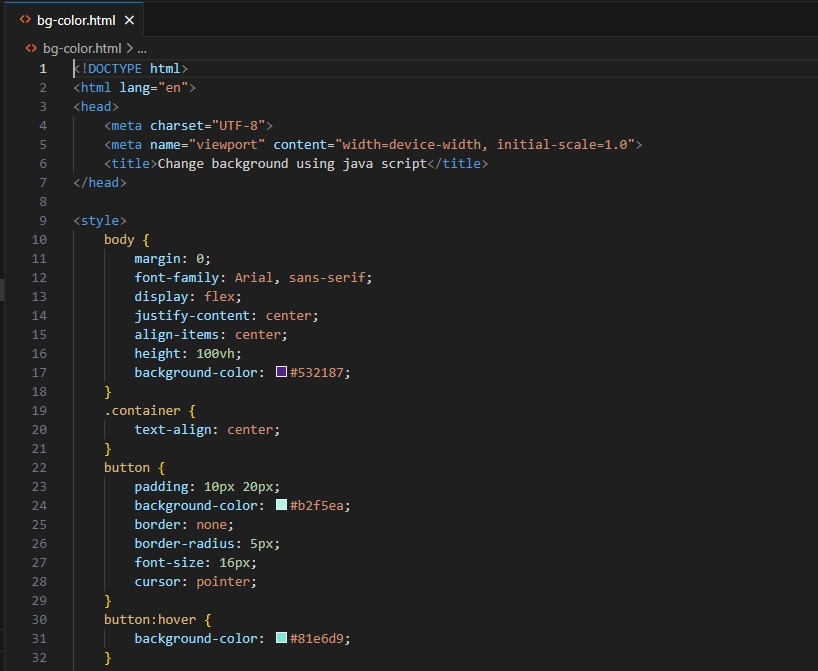 <> bg-color.html ×
<> bg-color.html > ...
1 <!DOCTYPE html>
2 <html lang="en">
3 <head>
4     <meta charset="UTF-8">
5     <meta name="viewport" content="width=device-width, initial-scale=1.0">
6     <title>Change background using java script</title>
7 </head>
8
9 <style>
10     body {
11         margin: 0;
12         font-family: Arial, sans-serif;
13         display: flex;
14         justify-content: center;
15         align-items: center;
16         height: 100vh;
17         background-color: #532187;
18     }
19     .container {
20         text-align: center;
21     }
22     button {
23         padding: 10px 20px;
24         background-color: #b2f5ea;
25         border: none;
26         border-radius: 5px;
27         font-size: 16px;
28         cursor: pointer;
29     }
30     button:hover {
31         background-color: #81e6d9;
32     }